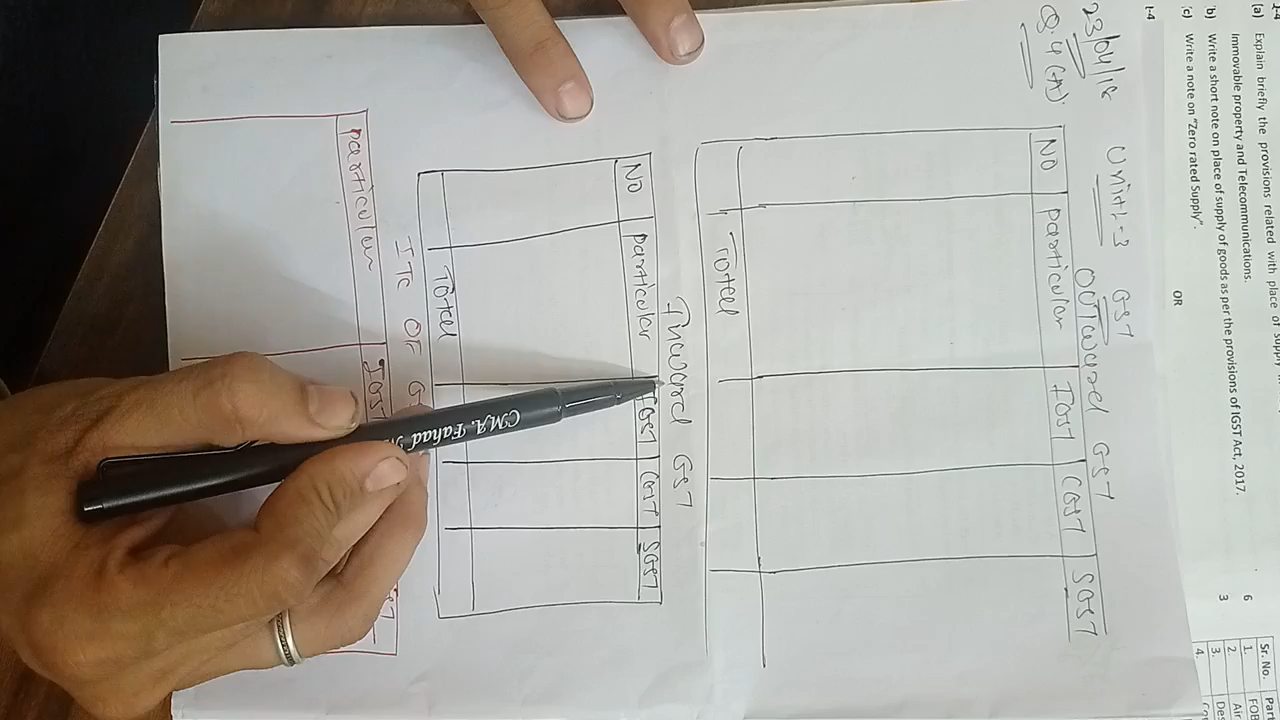 (a) Explain briefly the provisions related with place of
Immovable property and Telecommunications.
6
b) Write a short note on place of supply of goods as per the provisions of IGST Act, 2017.
3
c) Write a note on "Zero rated Supply".
OR
Sr. No.
1. FOB
2.
3. Des
4.
23/04/18 Unit-3 GST
Q.4 (A).
Outward GST
No Particular IGST CGST SGST
Total
Inward GST
No Particular IGST CGST SGST
Total
ITC OF
Particular IGST
CMA. Fahad